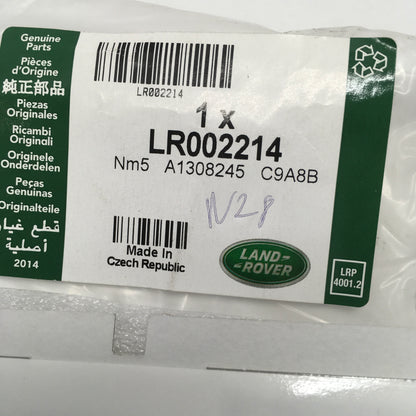 Genuine
Parts
Pièces
d'Origine
純正部品
Piezas
Originales
Ricambi
Originali
Originele
Onderdelen
Peças
Genuinas
Originalteile
قطع غيار
أصلية
2014
LR002214
1 x
LR002214
Nm5 A1308245 C9A8B
N28
Made In
Czech Republic
LAND-
-ROVER
LRP
4001.2